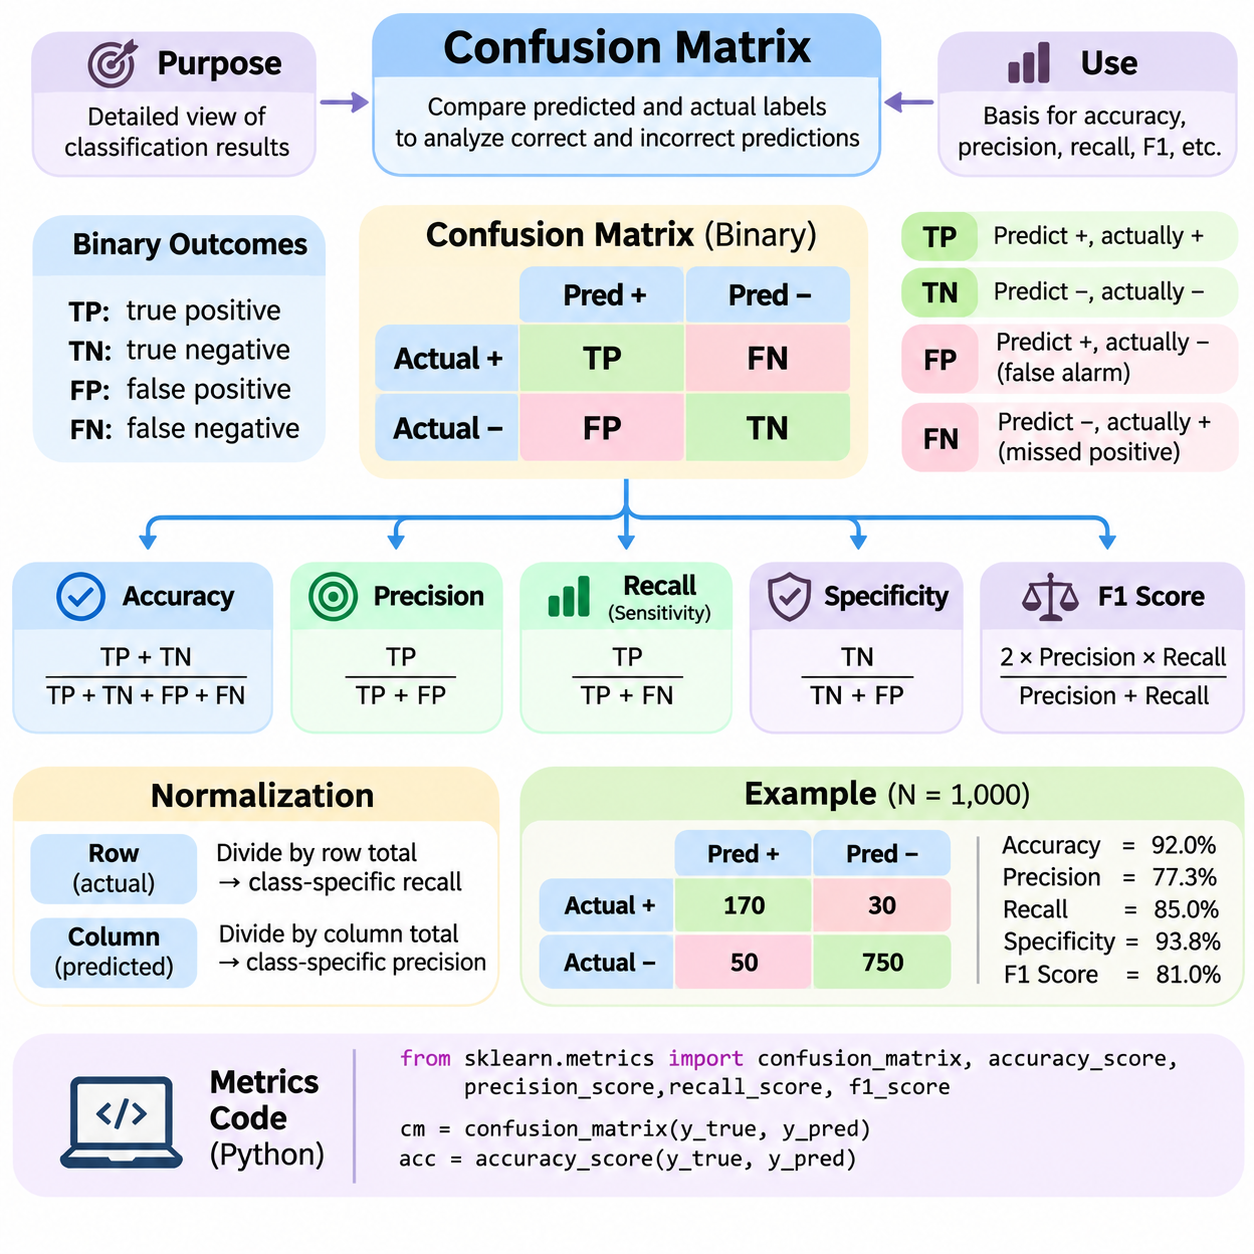 Purpose
Detailed view of
classification results
Confusion Matrix
Compare predicted and actual labels
to analyze correct and incorrect predictions
Use
Basis for accuracy,
precision, recall, F1, etc.
Binary Outcomes
TP: true positive
TN: true negative
FP: false positive
FN: false negative
Confusion Matrix (Binary)
Pred + Pred −
Actual + TP FN
Actual − FP TN
TP Predict +, actually +
TN Predict −, actually −
FP Predict +, actually −
(false alarm)
FN Predict −, actually +
(missed positive)
Accuracy
TP + TN
TP + TN + FP + FN
Precision
TP
TP + FP
Recall
(Sensitivity)
TP
TP + FN
Specificity
TN
TN + FP
F1 Score
2 × Precision × Recall
Precision + Recall
Normalization
Row
(actual)
Divide by row total
→ class-specific recall
Column
(predicted)
Divide by column total
→ class-specific precision
Example (N = 1,000)
Pred + Pred −
Actual + 170 30
Actual − 50 750
Accuracy = 92.0%
Precision = 77.3%
Recall = 85.0%
Specificity = 93.8%
F1 Score = 81.0%
</>
Metrics
Code
(Python)
from sklearn.metrics import confusion_matrix, accuracy_score,
precision_score,recall_score, f1_score
cm = confusion_matrix(y_true, y_pred)
acc = accuracy_score(y_true, y_pred)